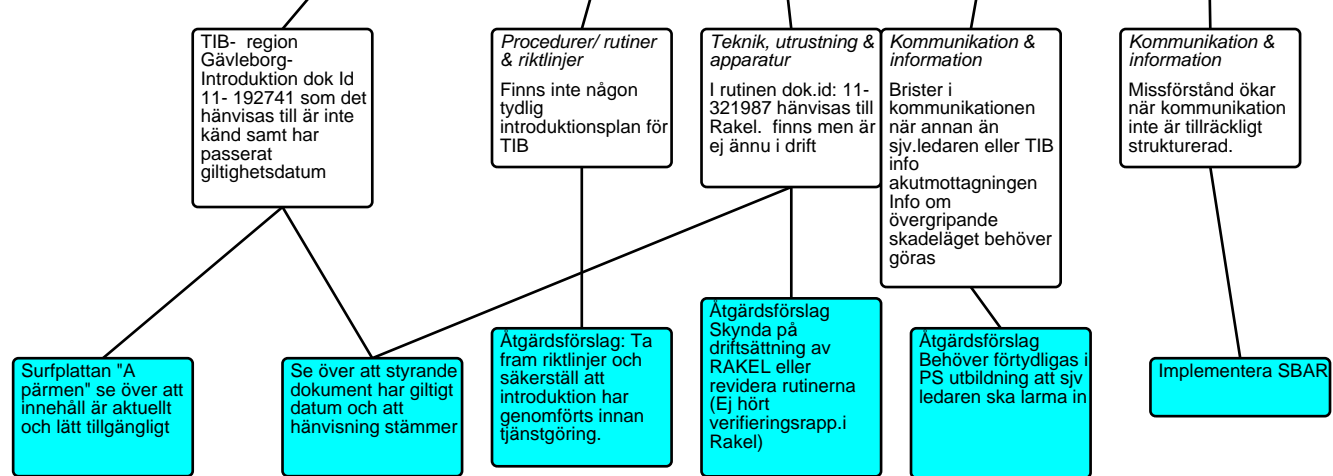 TIB-  region
Gävleborg-
Introduktion dok Id
11- 192741 som det
hänvisas till är inte
känd samt har
passerat
giltighetsdatum
Procedurer/ rutiner
& riktlinjer
Finns inte någon
tydlig
introduktionsplan för
TIB
Teknik, utrustning &
apparatur
I rutinen dok.id: 11-
321987 hänvisas till
Rakel.  finns men är
ej ännu i drift
Kommunikation &
information
Brister i
kommunikationen
när annan än
sjv.ledaren eller TIB
info
akutmottagningen
Info om
övergripande
skadeläget behöver
göras
Kommunikation &
information
Missförstånd ökar
när kommunikation
inte är tillräckligt
strukturerad.
Surfplattan "A
pärmen" se över att
innehåll är aktuellt
och lätt tillgängligt
Se över att styrande
dokument har giltigt
datum och att
hänvisning stämmer
Åtgärdsförslag: Ta
fram riktlinjer och
säkerställ att
introduktion har
genomförts innan
tjänstgöring.
Åtgärdsförslag
Skynda på
driftsättning av
RAKEL eller
revidera rutinerna
(Ej hört
verifieringsrapp.i
Rakel)
Åtgärdsförslag
Behöver förtydligas i
PS utbildning att sjv
ledaren ska larma in
Implementera SBAR